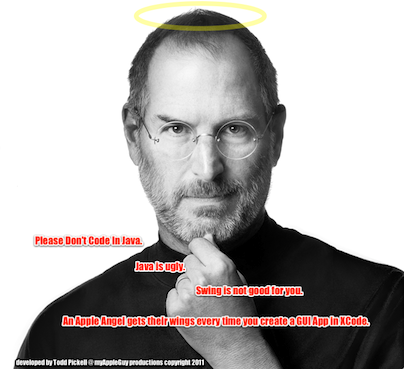 Please Don't Code In Java.
Java is ugly.
Swing is not good for you.
An Apple Angel gets their wings every time you create a GUI App in XCode.
developed by Todd Pickell @ myAppleGuy productions copyright 2011